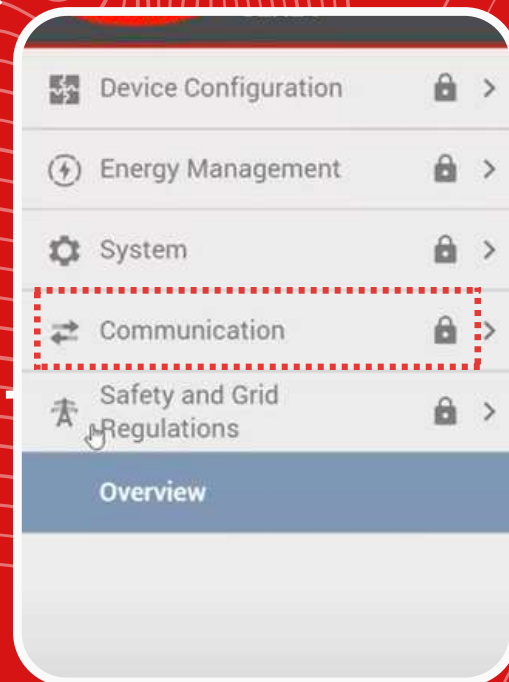 Device Configuration
Energy Management
System
Communication
Safety and Grid
Regulations
Overview